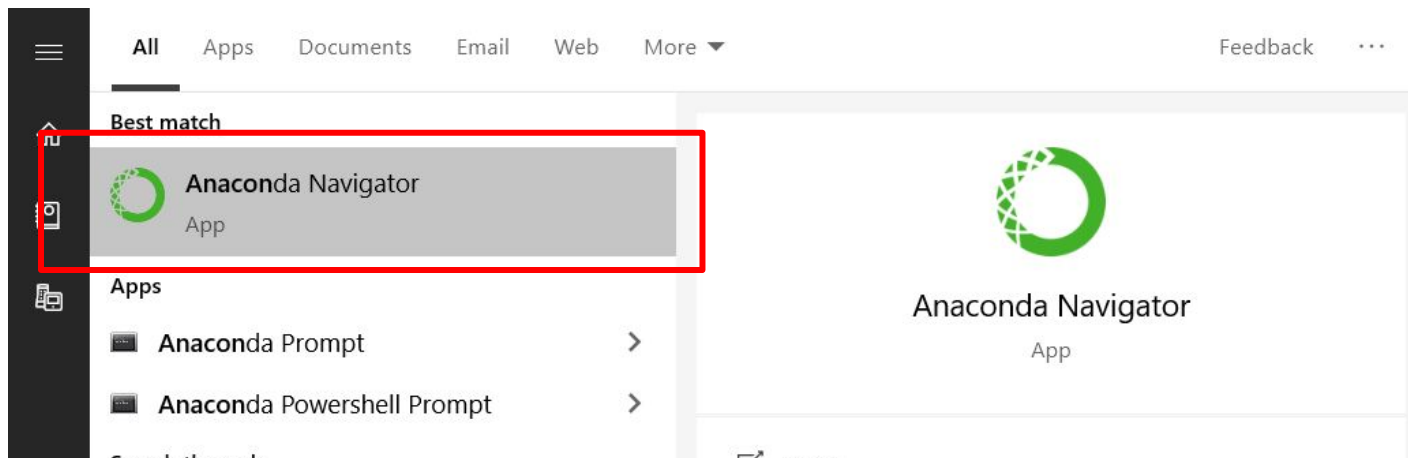 All Apps Documents Email Web More Feedback ...
Best match
Anaconda Navigator
App
Apps
Anaconda Prompt
Anaconda Powershell Prompt
Anaconda Navigator
App